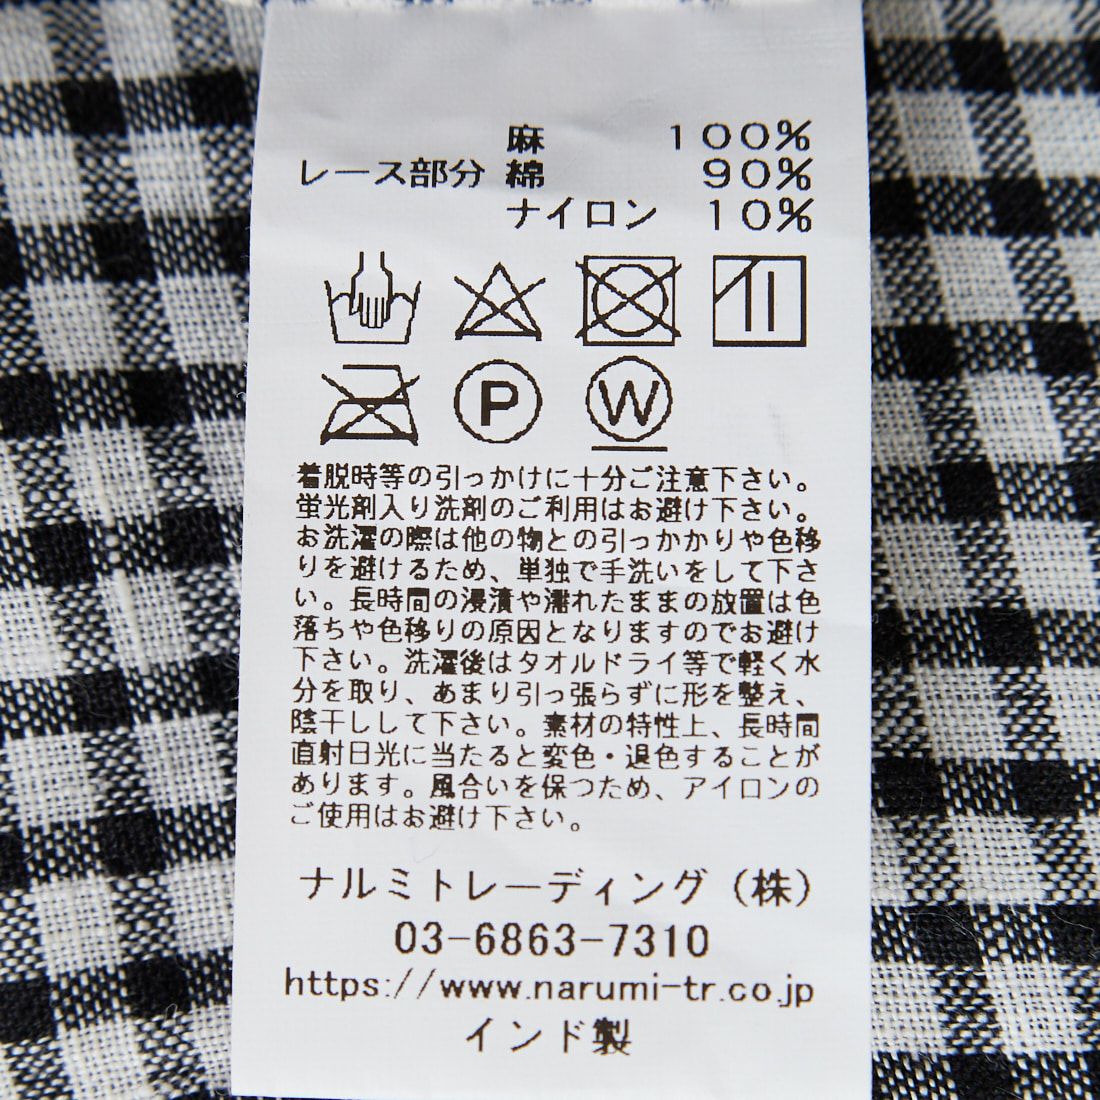 麻 100%
レース部分 綿 90%
ナイロン 10%
P W
着脱時等の引っかけに十分ご注意下さい。
蛍光剤入り洗剤のご利用はお避け下さい。
お洗濯の際は他の物との引っかかりや色移
りを避けるため、単独で手洗いをして下さ
い。長時間の浸漬や濡れたままの放置は色
落ちや色移りの原因となりますのでお避け
下さい。洗濯後はタオルドライ等で軽く水
分を取り、あまり引っ張らずに形を整え、
陰干しして下さい。素材の特性上、長時間
直射日光に当たると変色・退色することが
あります。風合いを保つため、アイロンの
ご使用はお避け下さい。
ナルミトレーディング（株）
03-6863-7310
https://www.narumi-tr.co.jp
インド製